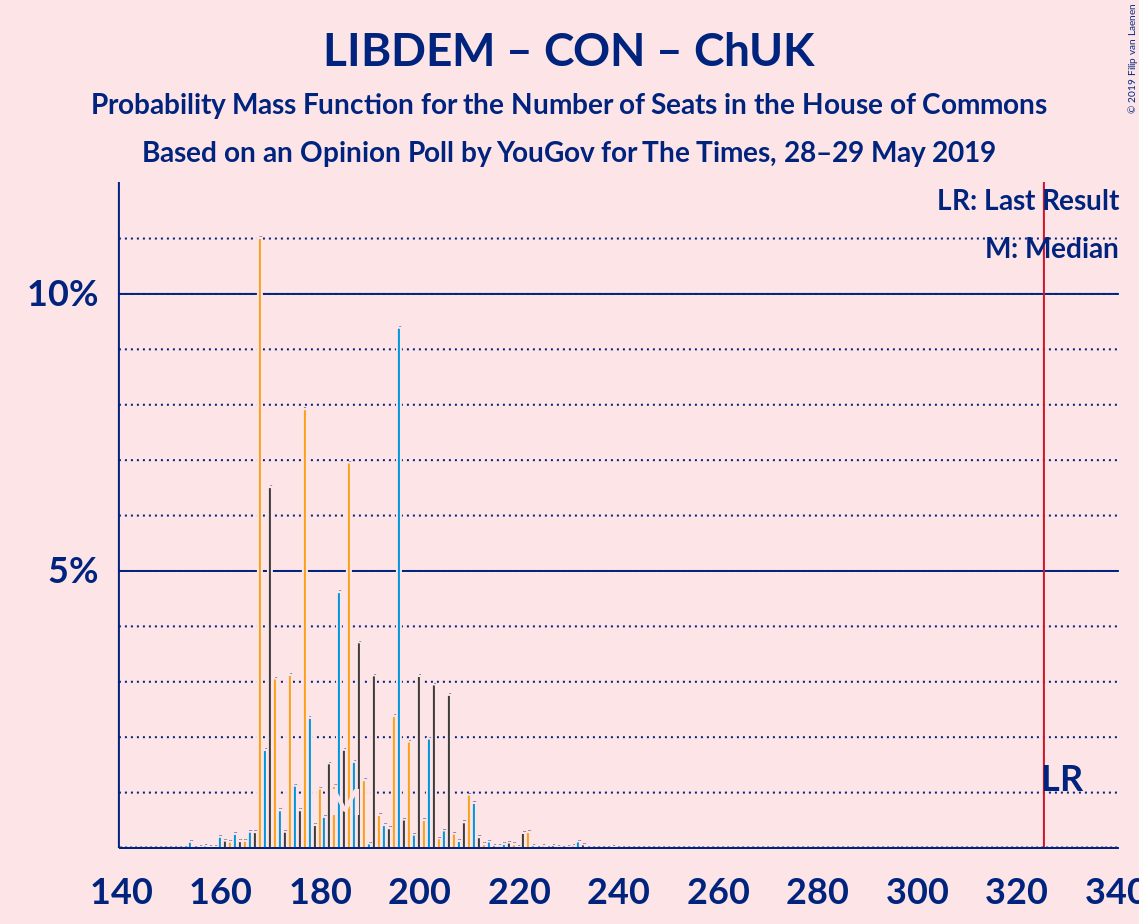 LIBDEM – CON – ChUK
Probability Mass Function for the Number of Seats in the House of Commons
Based on an Opinion Poll by YouGov for The Times, 28–29 May 2019
© 2019 Filip van Laenen
LR: Last Result
M: Median
10%
5%
M
LR
140 160 180 200 220 240 260 280 300 320 340